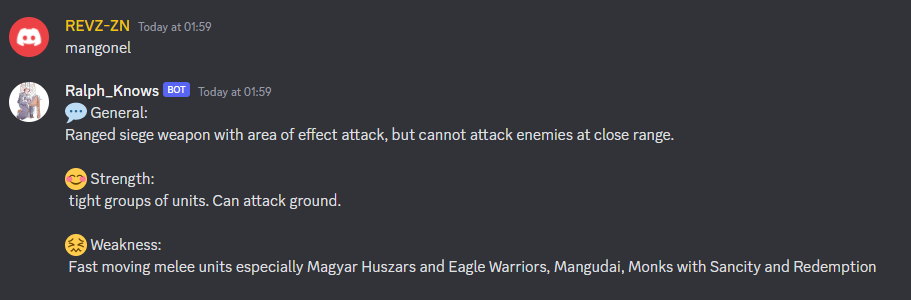 REVZ-ZN Today at 01:59
mangonel
Ralph_Knows BOT Today at 01:59
General:
Ranged siege weapon with area of effect attack, but cannot attack enemies at close range.
Strength:
tight groups of units. Can attack ground.
Weakness:
Fast moving melee units especially Magyar Huszars and Eagle Warriors, Mangudai, Monks with Sancity and Redemption